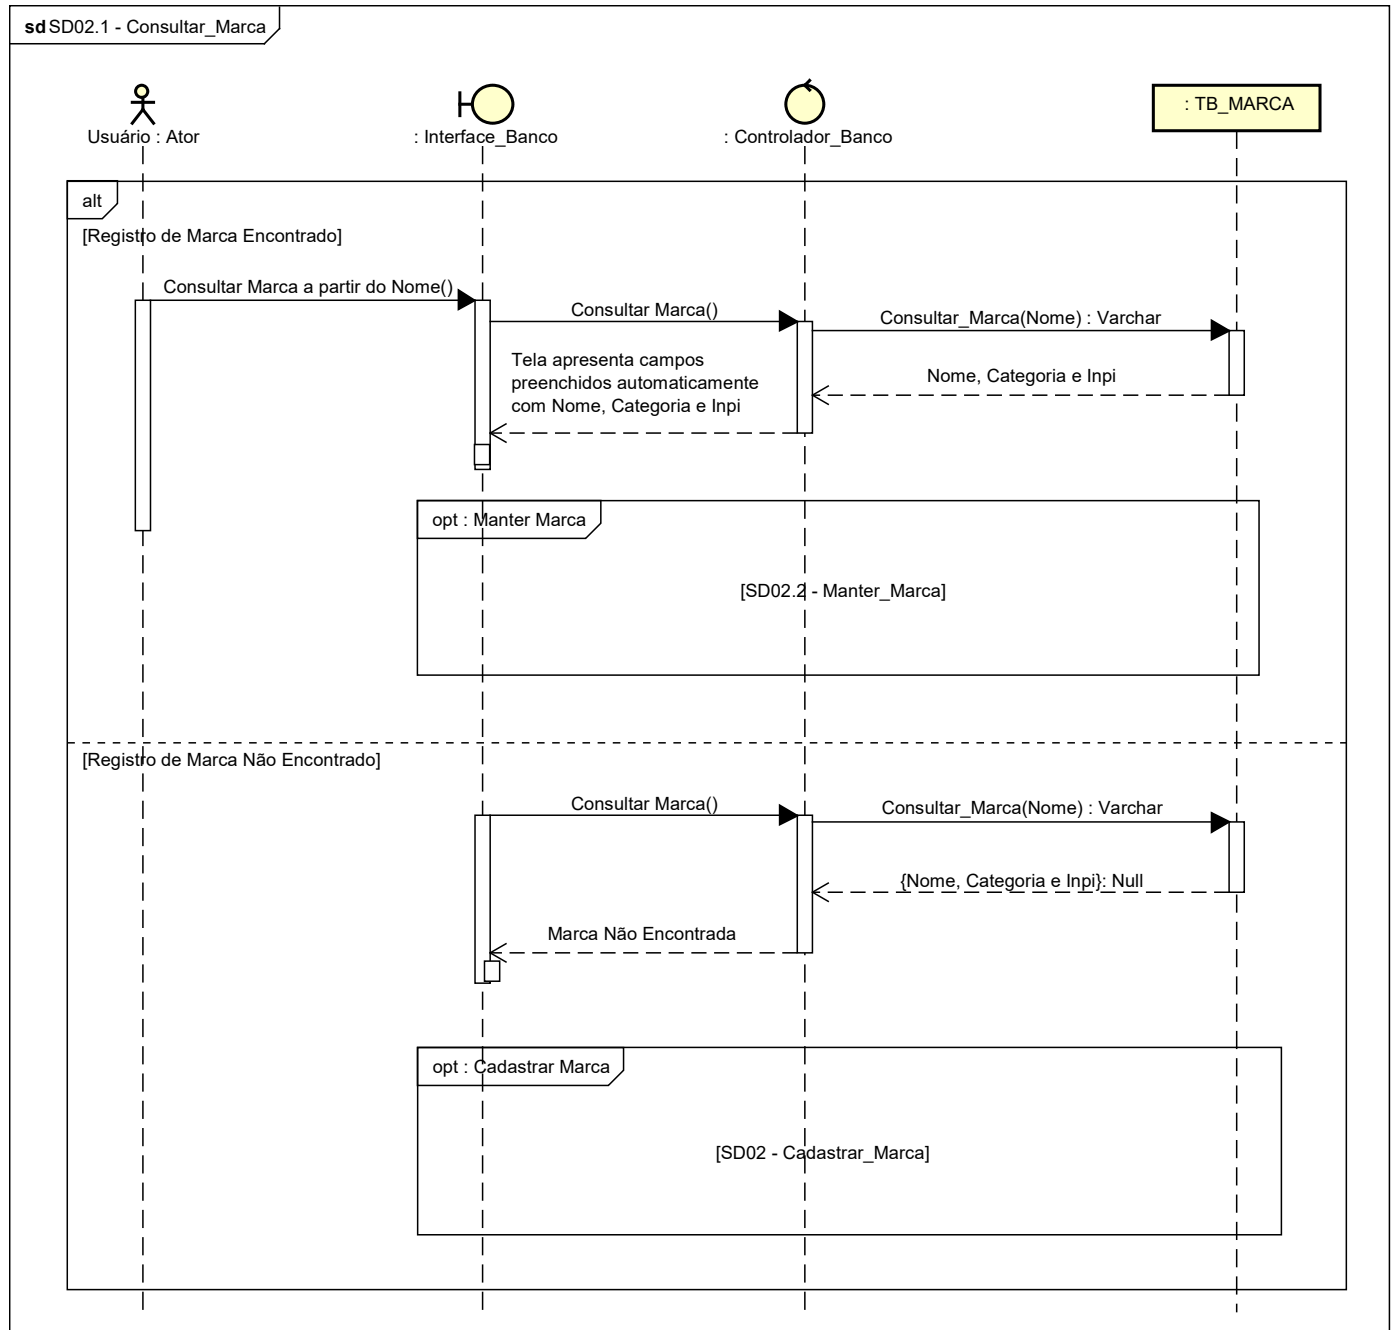 sd SD02.1 - Consultar_Marca
Usuário : Ator
: Interface_Banco
: Controlador_Banco
: TB_MARCA
alt
[Registro de Marca Encontrado]
Consultar Marca a partir do Nome()
Consultar Marca()
Consultar_Marca(Nome) : Varchar
Tela apresenta campos
preenchidos automaticamente
com Nome, Categoria e Inpi
Nome, Categoria e Inpi
opt : Manter Marca
[SD02.2 - Manter_Marca]
[Registro de Marca Não Encontrado]
Consultar Marca()
Consultar_Marca(Nome) : Varchar
{Nome, Categoria e Inpi}: Null
Marca Não Encontrada
opt : Cadastrar Marca
[SD02 - Cadastrar_Marca]